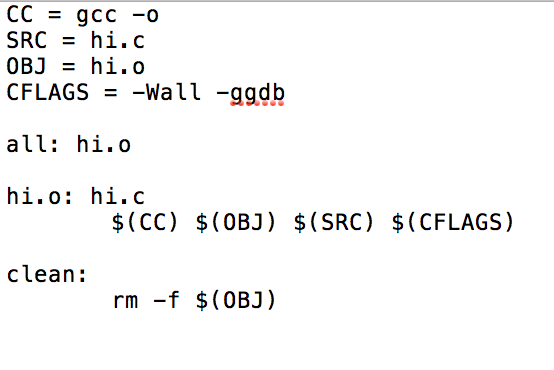 CC = gcc -o
SRC = hi.c
OBJ = hi.o
CFLAGS = -Wall -ggdb
all: hi.o
hi.o: hi.c
$(CC) $(OBJ) $(SRC) $(CFLAGS)
clean:
rm -f $(OBJ)